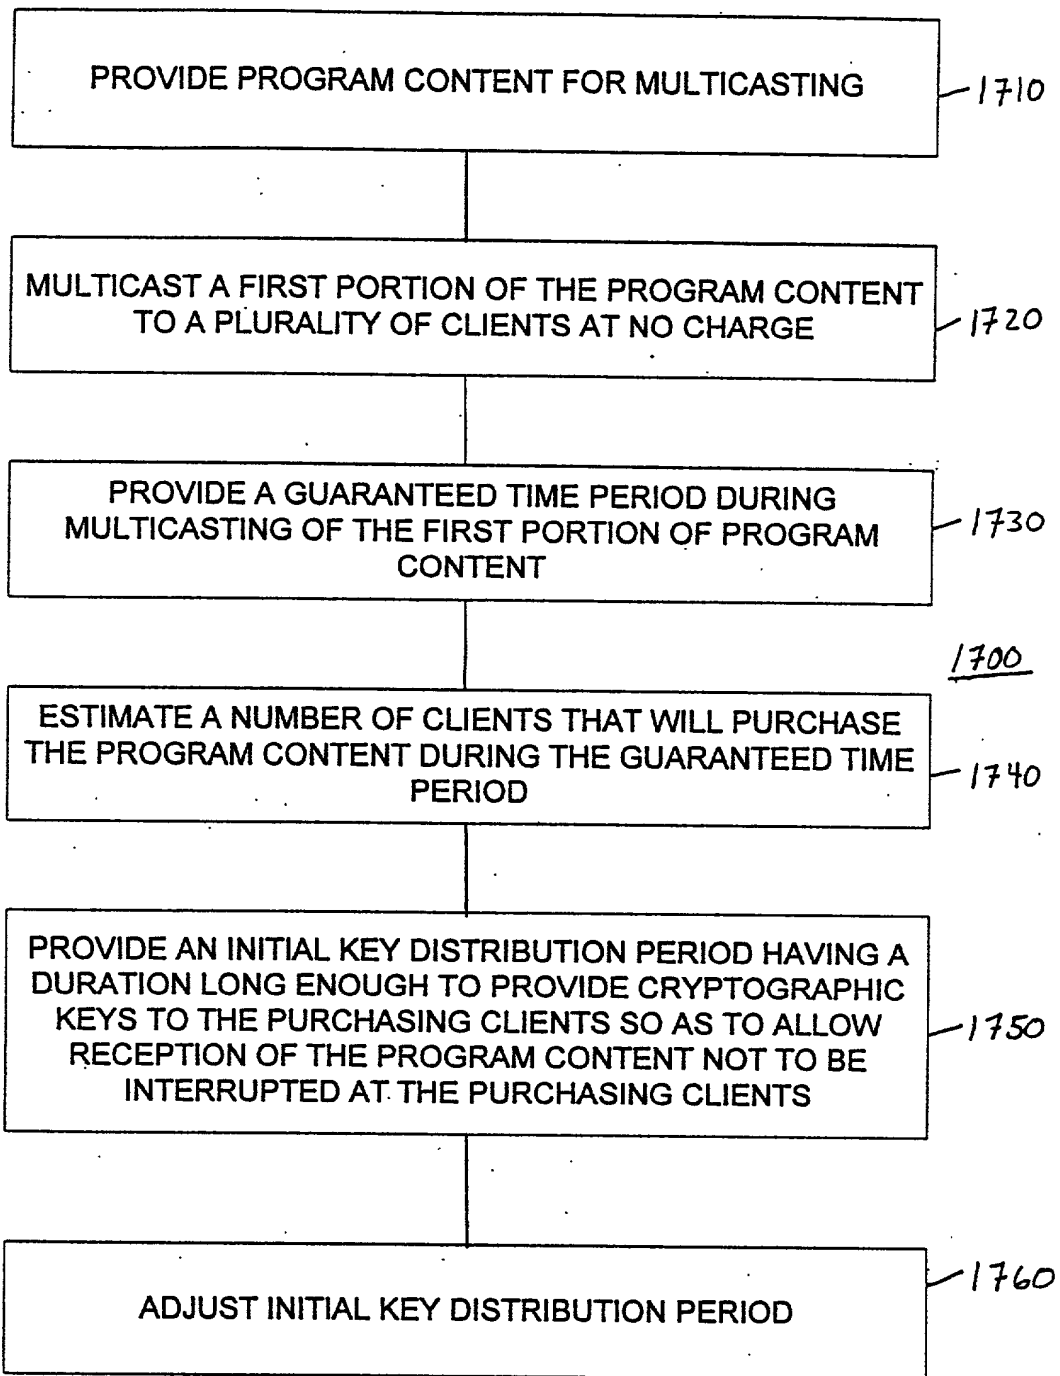 PROVIDE PROGRAM CONTENT FOR MULTICASTING
1710
MULTICAST A FIRST PORTION OF THE PROGRAM CONTENT
TO A PLURALITY OF CLIENTS AT NO CHARGE
1720
PROVIDE A GUARANTEED TIME PERIOD DURING
MULTICASTING OF THE FIRST PORTION OF PROGRAM
CONTENT
1730
1700
ESTIMATE A NUMBER OF CLIENTS THAT WILL PURCHASE
THE PROGRAM CONTENT DURING THE GUARANTEED TIME
PERIOD
1740
PROVIDE AN INITIAL KEY DISTRIBUTION PERIOD HAVING A
DURATION LONG ENOUGH TO PROVIDE CRYPTOGRAPHIC
KEYS TO THE PURCHASING CLIENTS SO AS TO ALLOW
RECEPTION OF THE PROGRAM CONTENT NOT TO BE
INTERRUPTED AT THE PURCHASING CLIENTS
1750
ADJUST INITIAL KEY DISTRIBUTION PERIOD
1760